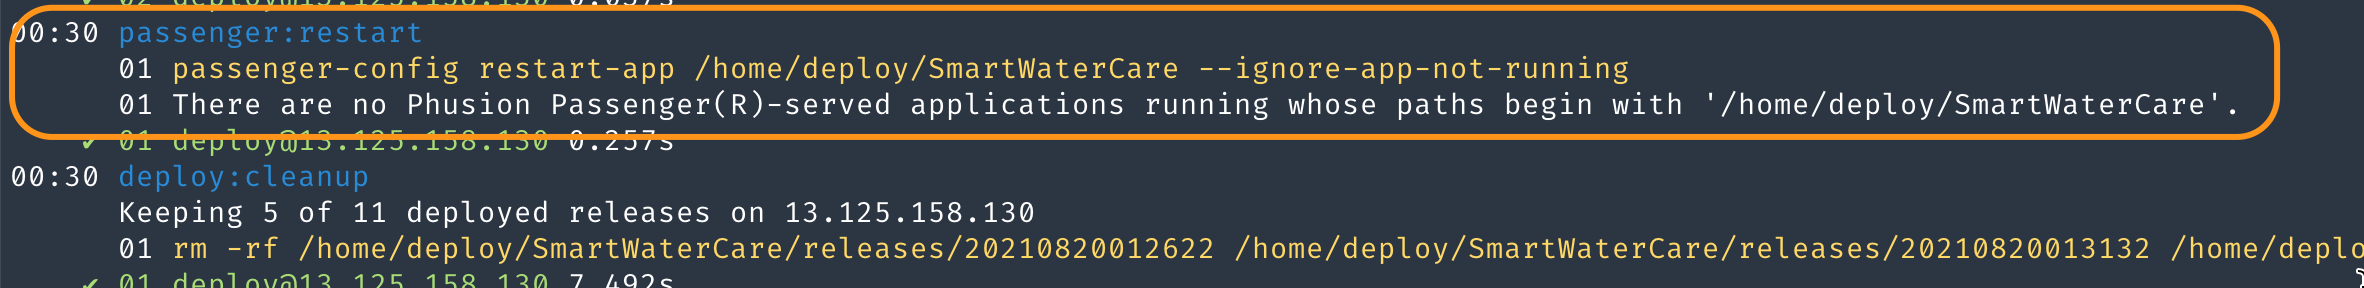 ✔ 02 deploy@13.125.158.130 0.057s
00:30 passenger:restart
01 passenger-config restart-app /home/deploy/SmartWaterCare --ignore-app-not-running
01 There are no Phusion Passenger(R)-served applications running whose paths begin with '/home/deploy/SmartWaterCare'.
✔ 01 deploy@13.125.158.130 0.257s
00:30 deploy:cleanup
Keeping 5 of 11 deployed releases on 13.125.158.130
01 rm -rf /home/deploy/SmartWaterCare/releases/20210820012622 /home/deploy/SmartWaterCare/releases/20210820013132 /home/deplo
✔ 01 deploy@13.125.158.130 7.492s